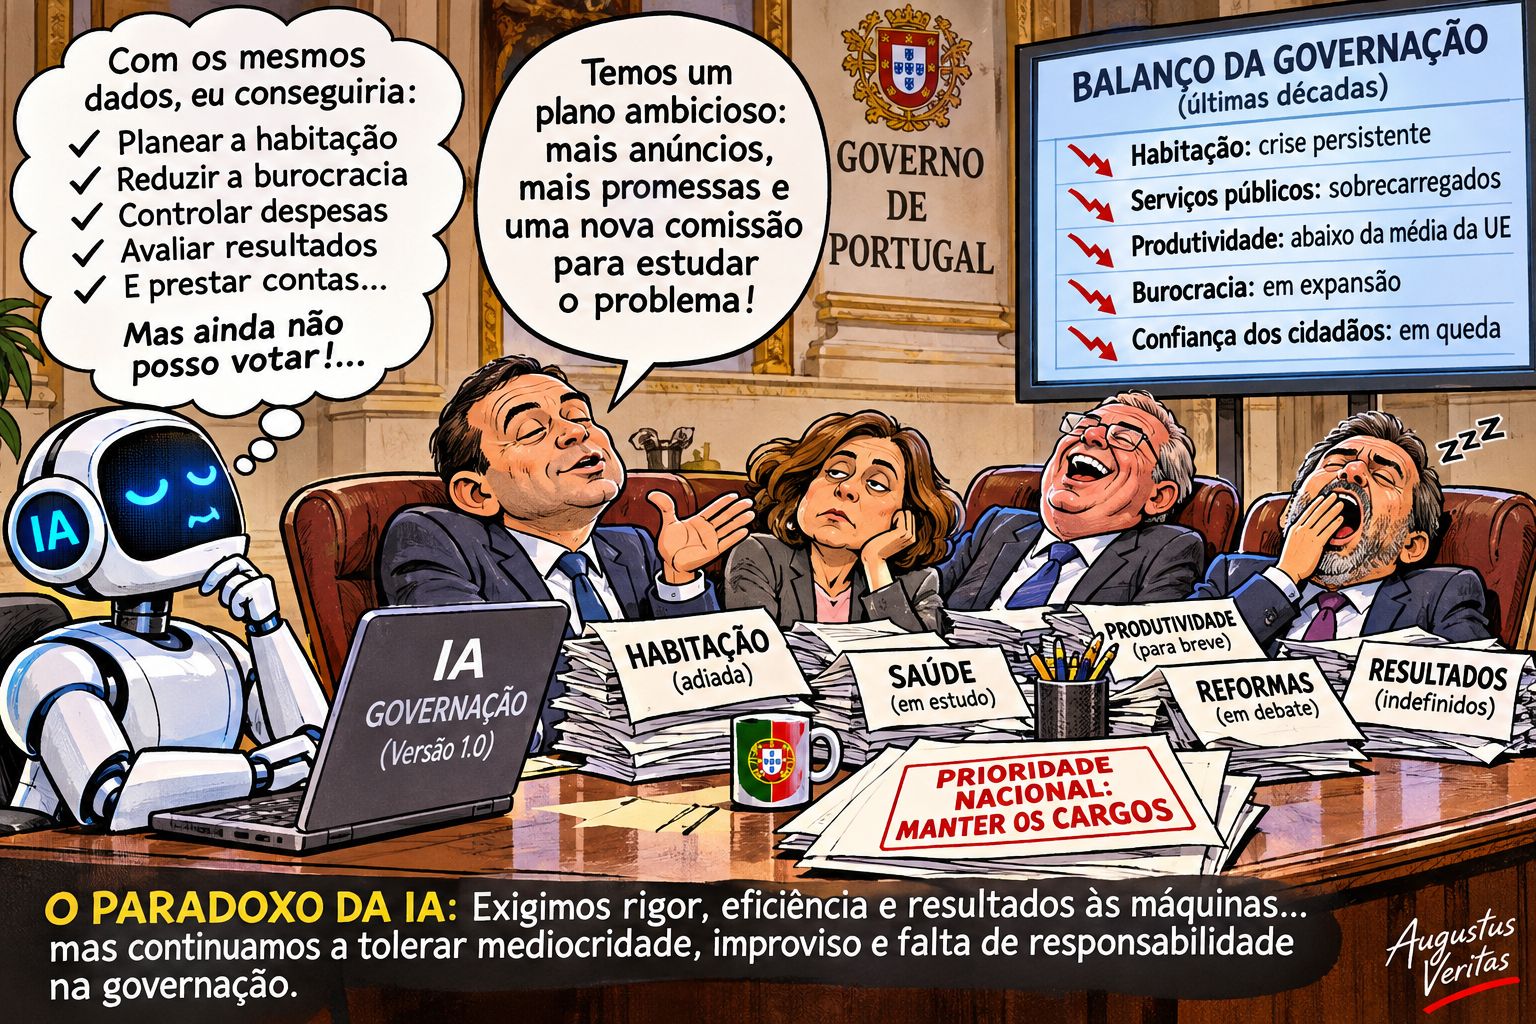 Com os mesmos
dados, eu conseguiria:
✓ Planear a habitação
✓ Reduzir a burocracia
✓ Controlar despesas
✓ Avaliar resultados
✓ E prestar contas...
Mas ainda não
posso votar!...
Temos um
plano ambicioso:
mais anúncios,
mais promessas e
uma nova comissão
para estudar
o problema!
GOVERNO
DE
PORTUGAL
BALANÇO DA GOVERNAÇÃO
(últimas décadas)
Habitação: crise persistente
Serviços públicos: sobrecarregados
Produtividade: abaixo da média da UE
Burocracia: em expansão
Confiança dos cidadãos: em queda
zzz
IA
IA
GOVERNAÇÃO
(Versão 1.0)
HABITAÇÃO
(adiada)
SAÚDE
(em estudo)
PRODUTIVIDADE
(para breve)
REFORMAS
(em debate)
RESULTADOS
(indefinidos)
PRIORIDADE
NACIONAL:
MANTER OS CARGOS
O PARADOXO DA IA: Exigimos rigor, eficiência e resultados às máquinas...
mas continuamos a tolerar mediocridade, improviso e falta de responsabilidade
na governação.
Augustus
Veritas